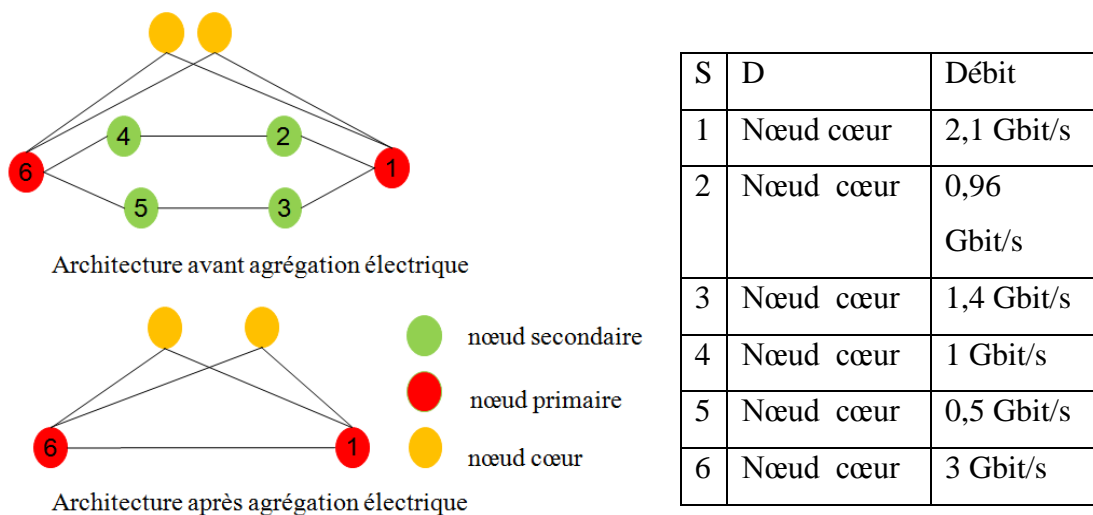 4
2
6
1
5
3
Architecture avant agrégation électrique
nœud secondaire
nœud primaire
6
1
nœud cœur
Architecture après agrégation électrique
S D Débit
1 Nœud cœur 2,1 Gbit/s
2 Nœud cœur 0,96
Gbit/s
3 Nœud cœur 1,4 Gbit/s
4 Nœud cœur 1 Gbit/s
5 Nœud cœur 0,5 Gbit/s
6 Nœud cœur 3 Gbit/s